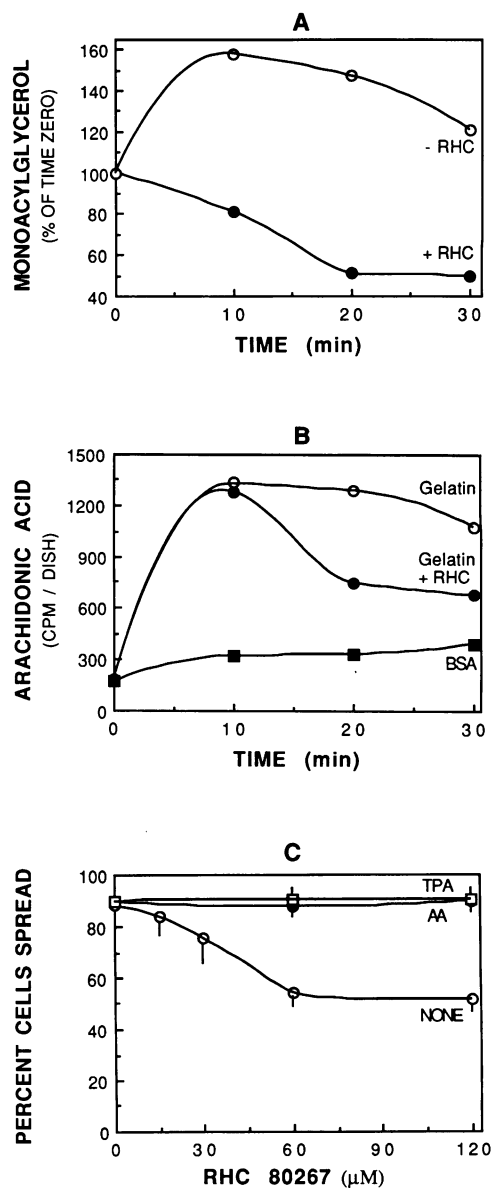 A
MONOACYLGLYCEROL
(% OF TIME ZERO)
160
140
120
100
80
60
40
- RHC
+ RHC
0 10 20 30
TIME (min)
B
ARACHIDONIC ACID
(CPM / DISH)
1500
1200
900
600
300
0
Gelatin
Gelatin
+ RHC
BSA
0 10 20 30
TIME (min)
C
PERCENT CELLS SPREAD
100
80
60
40
20
0
TPA
AA
NONE
0 30 60 90 120
RHC 80267 (μM)